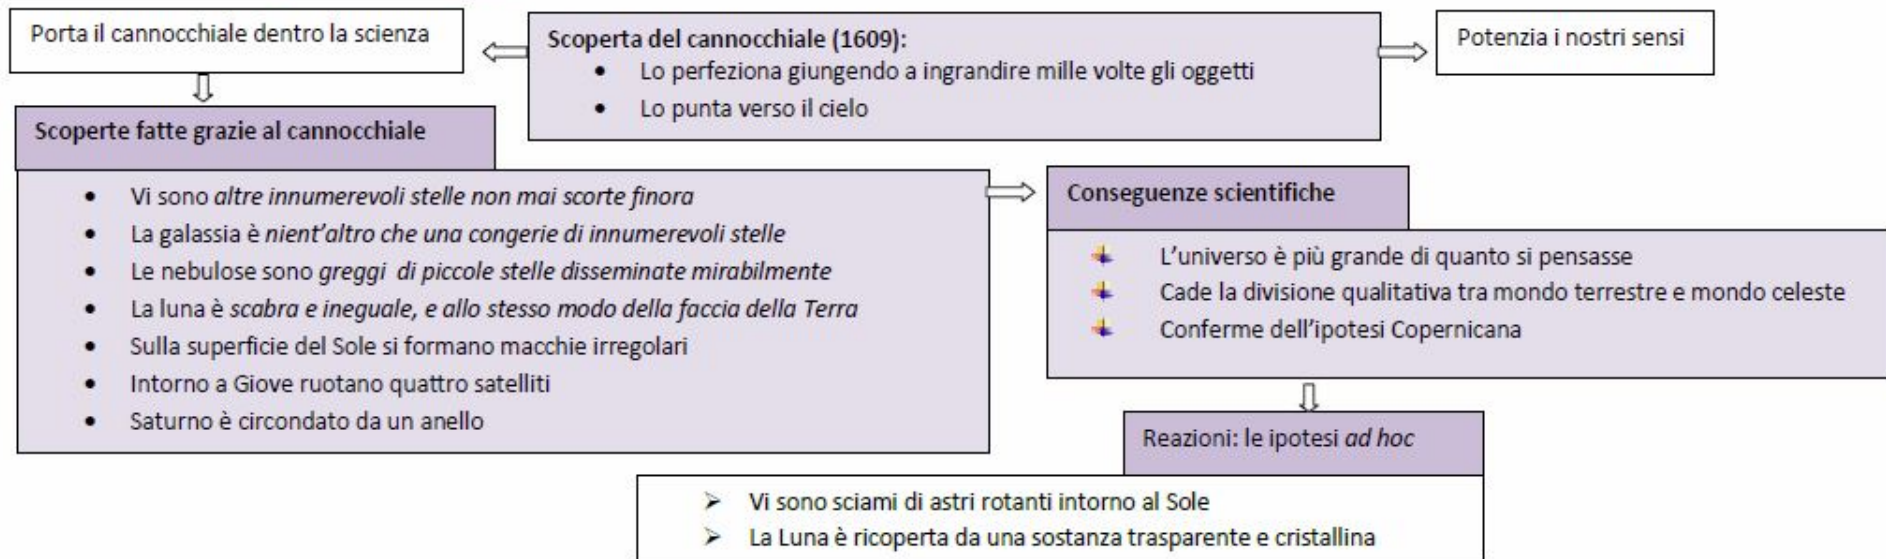 Porta il cannocchiale dentro la scienza
Scoperta del cannocchiale (1609):
• Lo perfeziona giungendo a ingrandire mille volte gli oggetti
• Lo punta verso il cielo
Potenzia i nostri sensi
Scoperte fatte grazie al cannocchiale
• Vi sono altre innumerevoli stelle non mai scorte finora
• La galassia è nient'altro che una congerie di innumerevoli stelle
• Le nebulose sono greggi di piccole stelle disseminate mirabilmente
• La luna è scabra e ineguale, e allo stesso modo della faccia della Terra
• Sulla superficie del Sole si formano macchie irregolari
• Intorno a Giove ruotano quattro satelliti
• Saturno è circondato da un anello
Conseguenze scientifiche
L'universo è più grande di quanto si pensasse
Cade la divisione qualitativa tra mondo terrestre e mondo celeste
Conferme dell'ipotesi Copernicana
Reazioni: le ipotesi ad hoc
➢ Vi sono sciami di astri rotanti intorno al Sole
➢ La Luna è ricoperta da una sostanza trasparente e cristallina